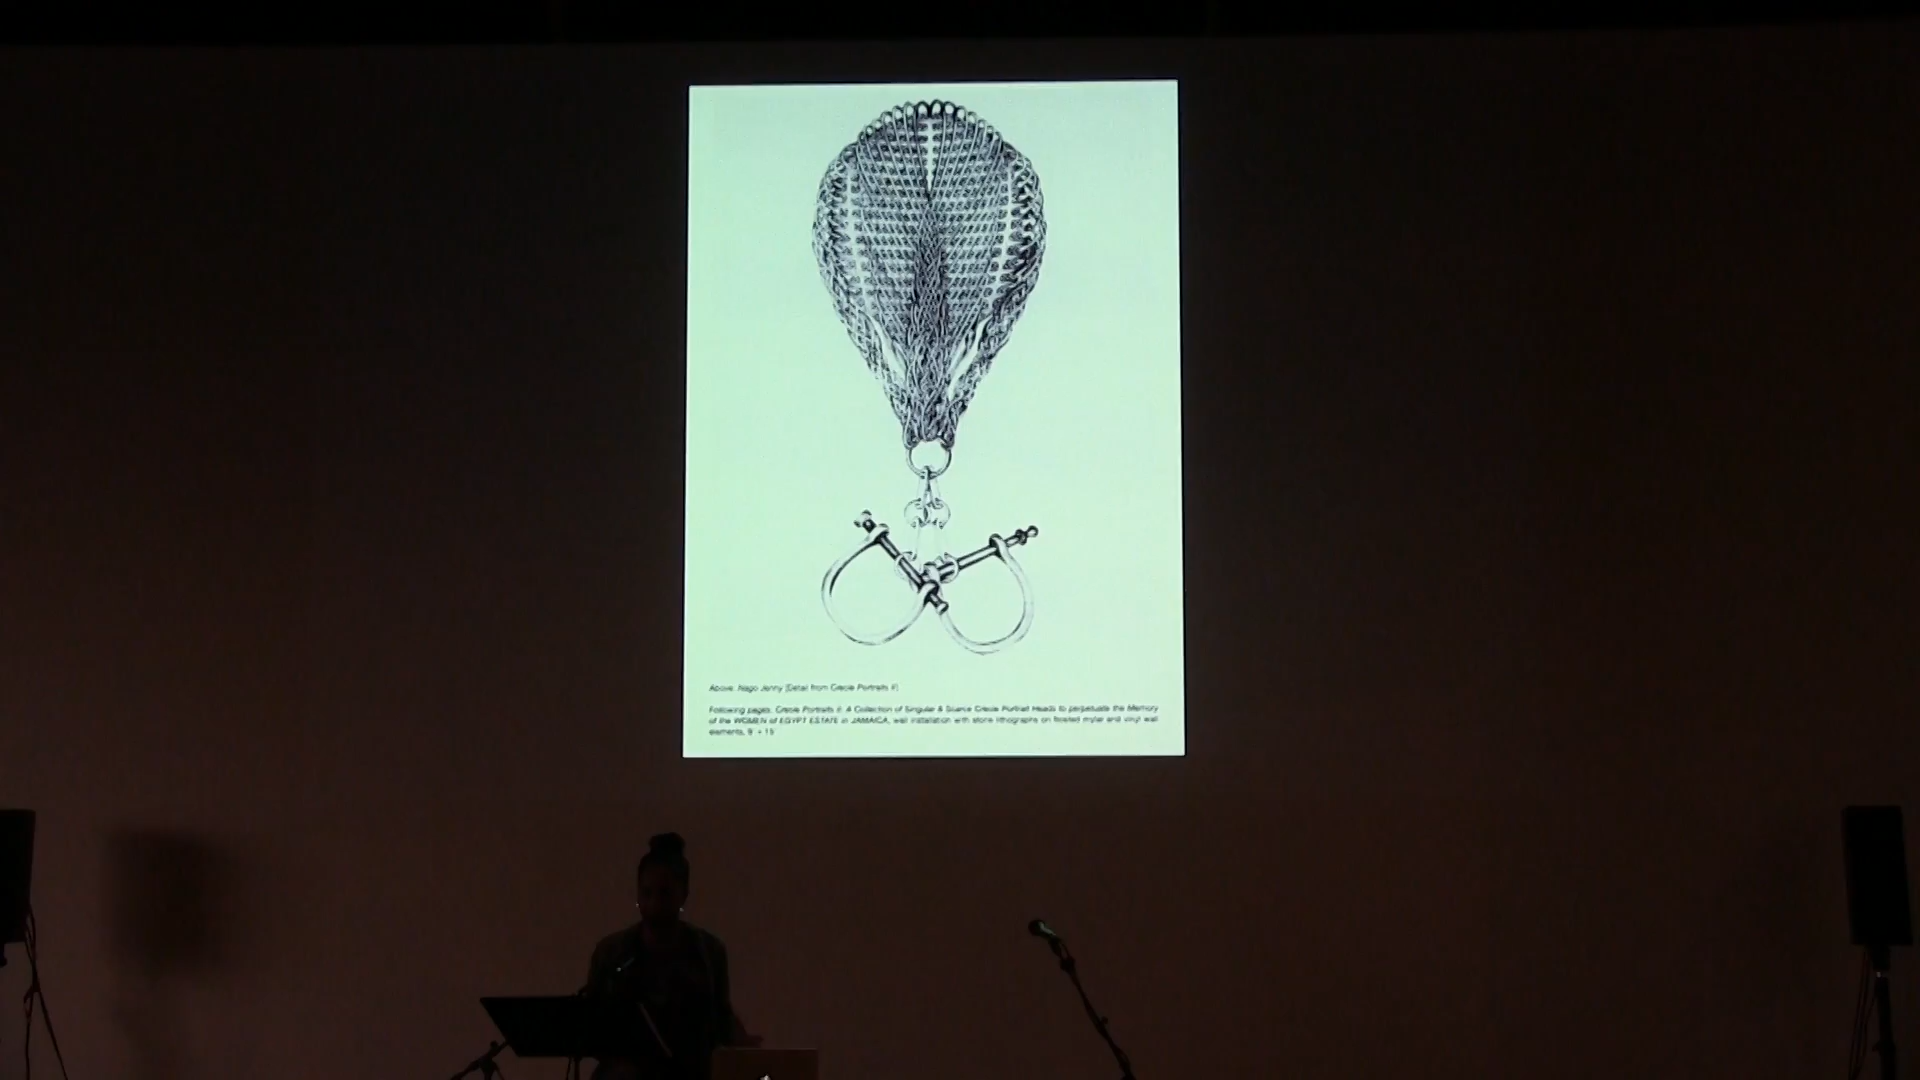 Above: Nago Jenny [Detail from Creole Portraits II]
Following pages: Creole Portraits II: A Collection of Singular & Scarce Creole Portrait Heads to perpetuate the Memory
of the WOMEN of EGYPT ESTATE in JAMAICA, wall installation with stone lithographs on frosted mylar and vinyl wall
elements, 9' × 15'